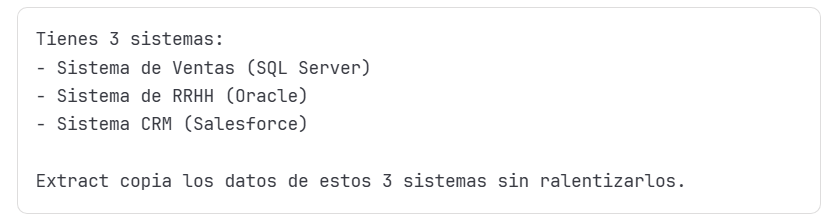 Tienes 3 sistemas:
- Sistema de Ventas (SQL Server)
- Sistema de RRHH (Oracle)
- Sistema CRM (Salesforce)
Extract copia los datos de estos 3 sistemas sin ralentizarlos.